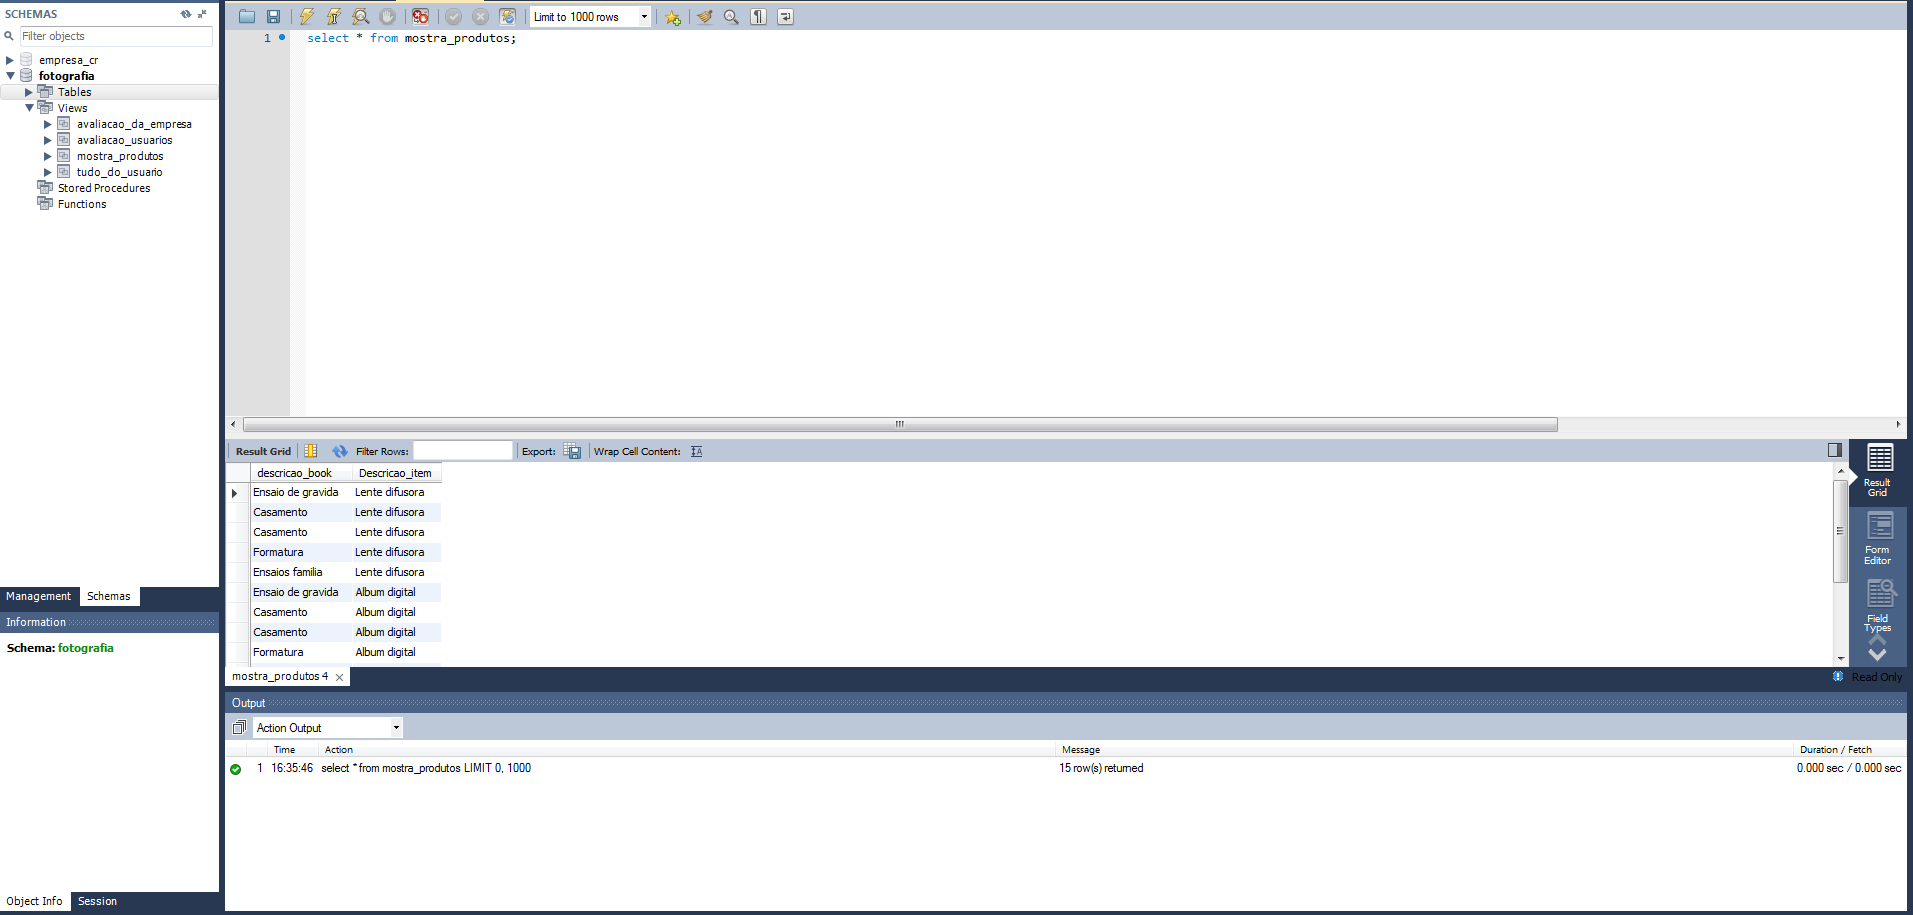 SCHEMAS
Filter objects
empresa_cr
fotografia
Tables
Views
avaliacao_da_empresa
avaliacao_usuarios
mostra_produtos
tudo_do_usuario
Stored Procedures
Functions
Management Schemas
Information
Schema: fotografia
Object Info Session
Limit to 1000 rows
1 select * from mostra_produtos;
Result Grid Filter Rows: Export: Wrap Cell Content:
descricao_book Descricao_item
Ensaio de gravida Lente difusora
Casamento Lente difusora
Casamento Lente difusora
Formatura Lente difusora
Ensaios familia Lente difusora
Ensaio de gravida Album digital
Casamento Album digital
Casamento Album digital
Formatura Album digital
Result
Grid
Form
Editor
Field
Types
mostra_produtos 4 Read Only
Output
Action Output
Time Action Message Duration / Fetch
1 16:35:46 select * from mostra_produtos LIMIT 0, 1000 15 row(s) returned 0.000 sec / 0.000 sec